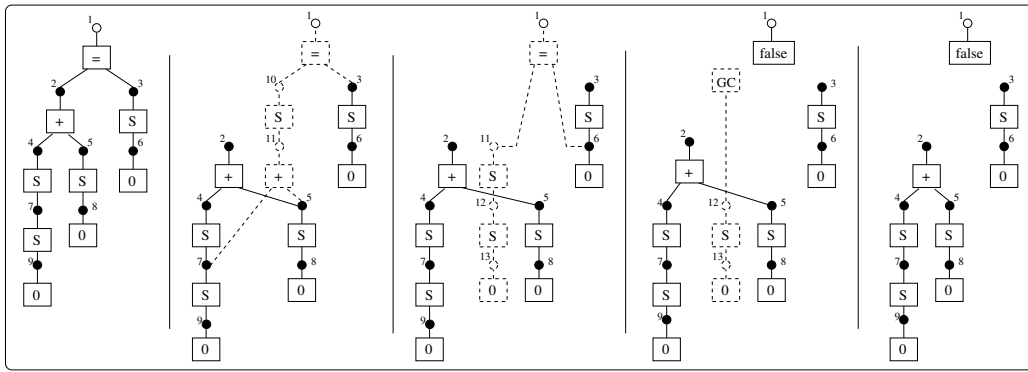 1
=
2 3
+ S
4 5 6
S S 0
7 8
S 0
9
0
1
=
10 3
S S
2 11 6
+ + 0
4 5
S S
7 8
S 0
9
0
1
=
3
S
2 11 6
+ S 0
4 12 5
S S S
7 13 8
S 0 0
9
0
1
false
GC 3
S
2 6
+ 0
4 12 5
S S S
7 13 8
S 0 0
9
0
1
false
3
S
2 6
+ 0
4 5
S S
7 8
S 0
9
0